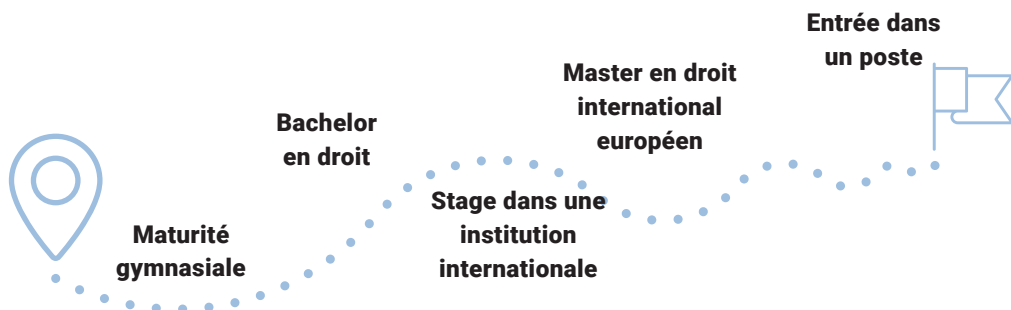 Maturité
gymnasiale
Bachelor
en droit
Stage dans une
institution
internationale
Master en droit
international
européen
Entrée dans
un poste